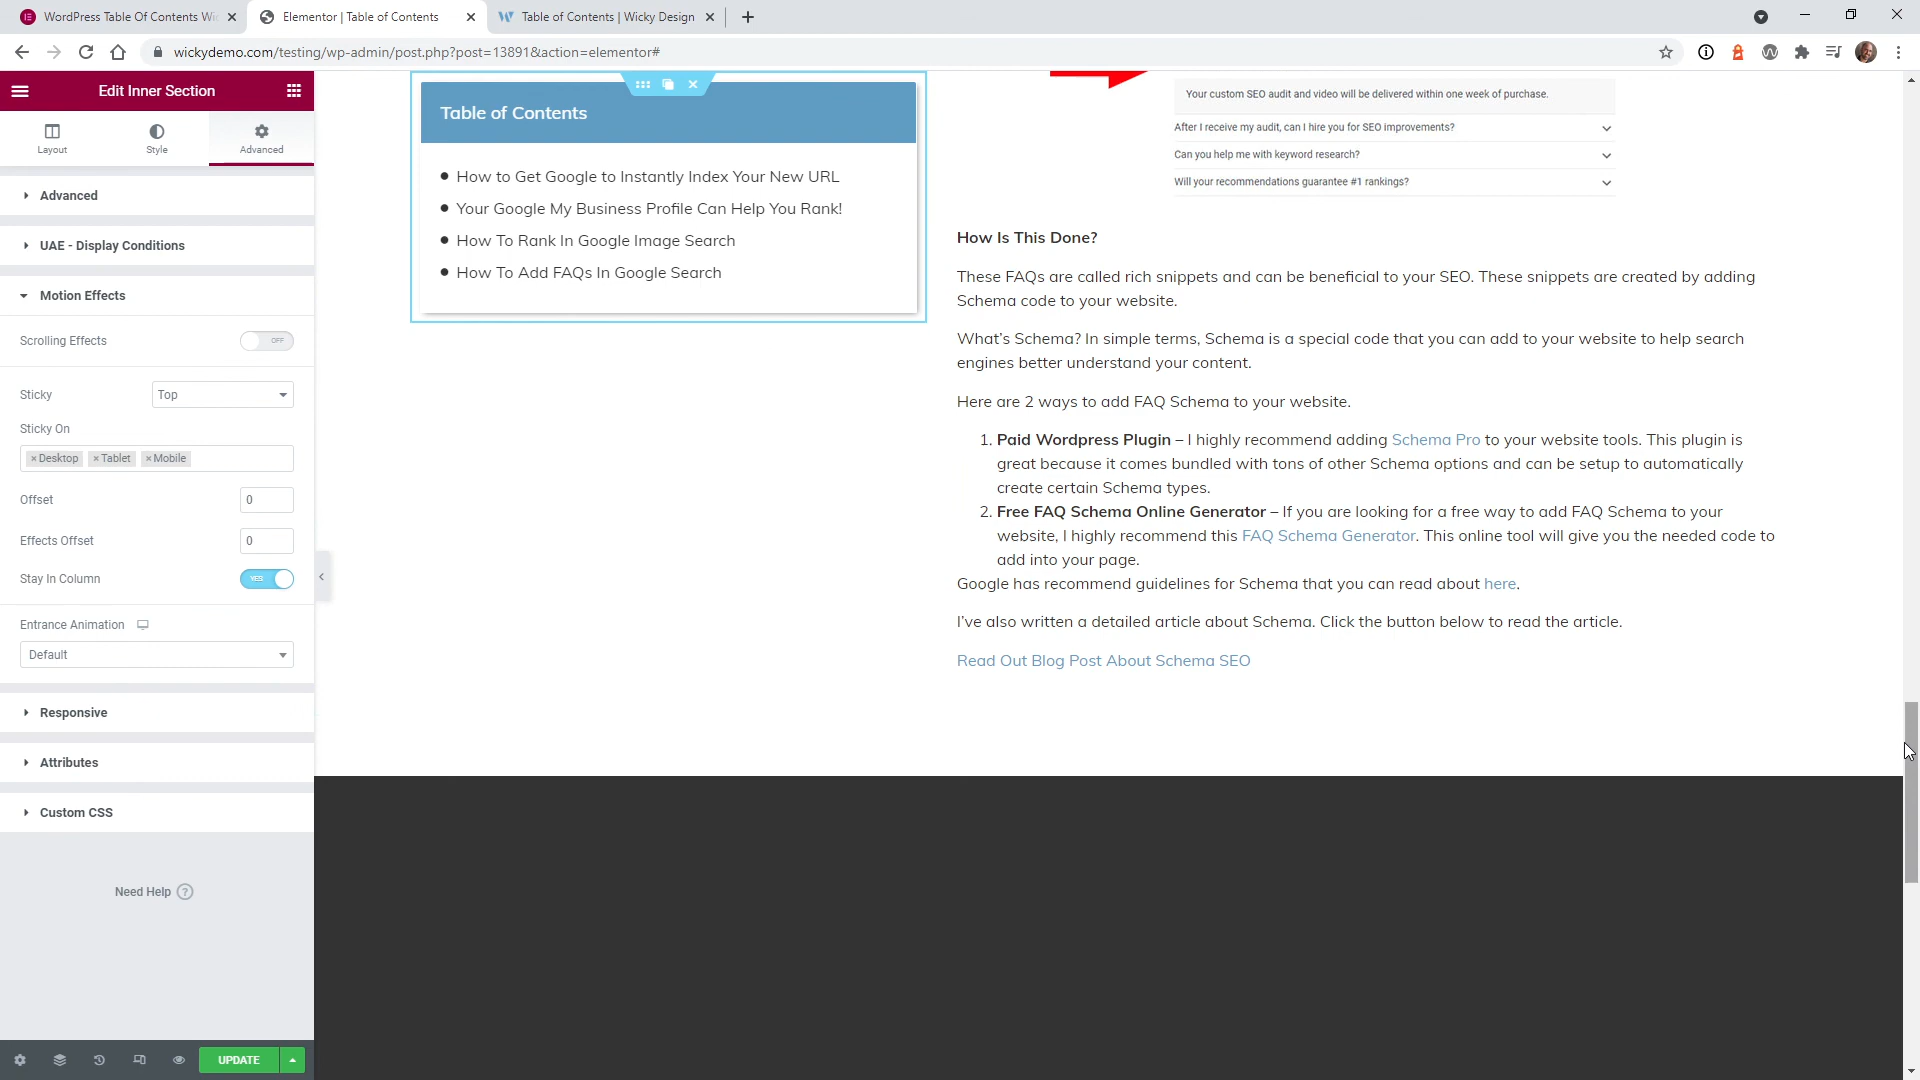 WordPress Table Of Contents Wi
Elementor | Table of Contents
Table of Contents | Wicky Design
wickydemo.com/testing/wp-admin/post.php?post=13891&action=elementor#
Edit Inner Section
Layout
Style
Advanced
Advanced
UAE - Display Conditions
Motion Effects
Scrolling Effects
OFF
Sticky
Top
Sticky On
×Desktop ×Tablet ×Mobile
Offset
0
Effects Offset
0
Stay In Column
YES
Entrance Animation
Default
Responsive
Attributes
Custom CSS
Need Help ?
UPDATE
Table of Contents
How to Get Google to Instantly Index Your New URL
Your Google My Business Profile Can Help You Rank!
How To Rank In Google Image Search
How To Add FAQs In Google Search
Your custom SEO audit and video will be delivered within one week of purchase.
After I receive my audit, can I hire you for SEO improvements?
Can you help me with keyword research?
Will your recommendations guarantee #1 rankings?
How Is This Done?
These FAQs are called rich snippets and can be beneficial to your SEO. These snippets are created by adding
Schema code to your website.
What's Schema? In simple terms, Schema is a special code that you can add to your website to help search
engines better understand your content.
Here are 2 ways to add FAQ Schema to your website.
1. Paid Wordpress Plugin – I highly recommend adding Schema Pro to your website tools. This plugin is
great because it comes bundled with tons of other Schema options and can be setup to automatically
create certain Schema types.
2. Free FAQ Schema Online Generator – If you are looking for a free way to add FAQ Schema to your
website, I highly recommend this FAQ Schema Generator. This online tool will give you the needed code to
add into your page.
Google has recommend guidelines for Schema that you can read about here.
I've also written a detailed article about Schema. Click the button below to read the article.
Read Out Blog Post About Schema SEO